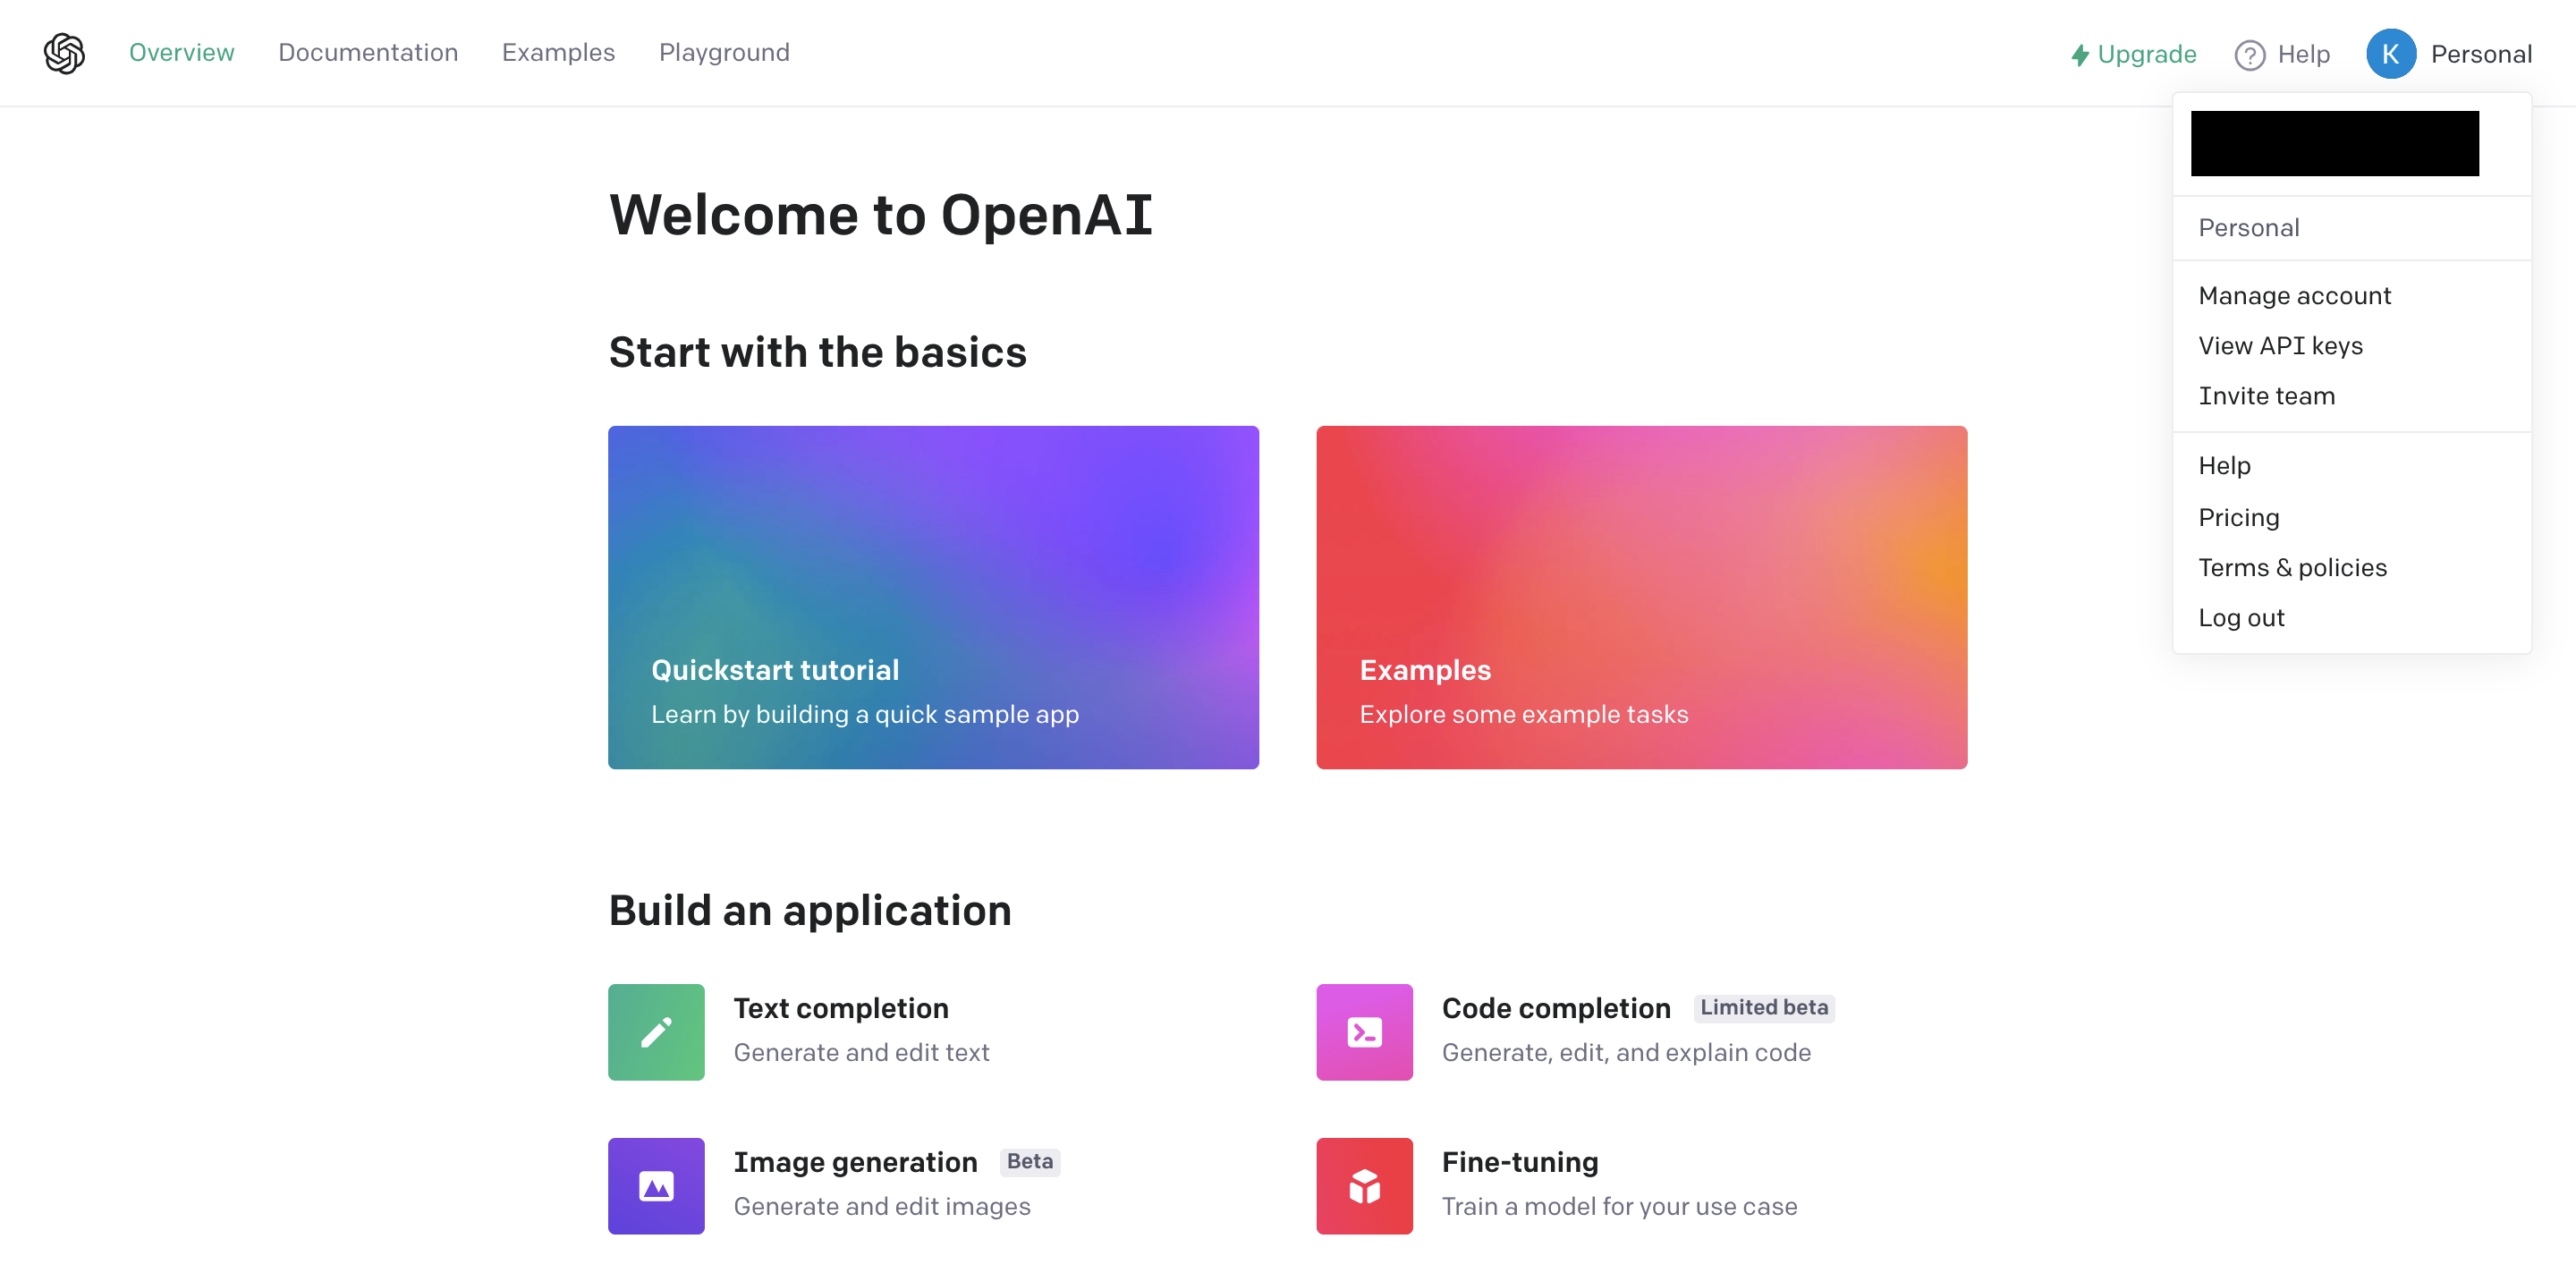 Overview Documentation Examples Playground
Upgrade Help K Personal
Personal
Manage account
View API keys
Invite team
Help
Pricing
Terms & policies
Log out
Welcome to OpenAI
Start with the basics
Quickstart tutorial
Learn by building a quick sample app
Examples
Explore some example tasks
Build an application
Text completion
Generate and edit text
Code completion Limited beta
Generate, edit, and explain code
Image generation Beta
Generate and edit images
Fine-tuning
Train a model for your use case